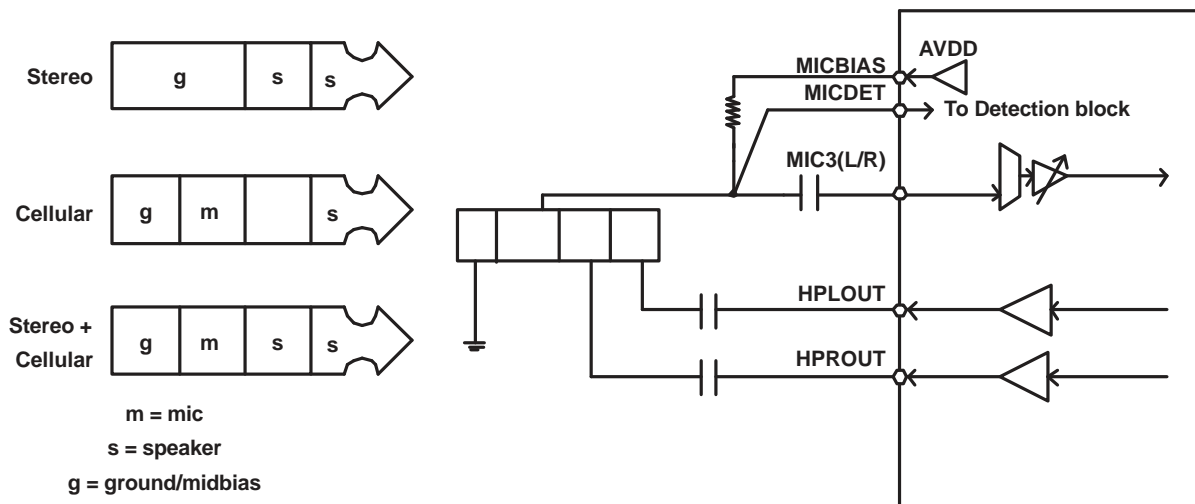 Stereo
g
s
s
Cellular
g
m
s
Stereo +
Cellular
g
m
s
s
m = mic
s = speaker
g = ground/midbias
MICBIAS
AVDD
MICDET
To Detection block
MIC3(L/R)
HPLOUT
HPROUT